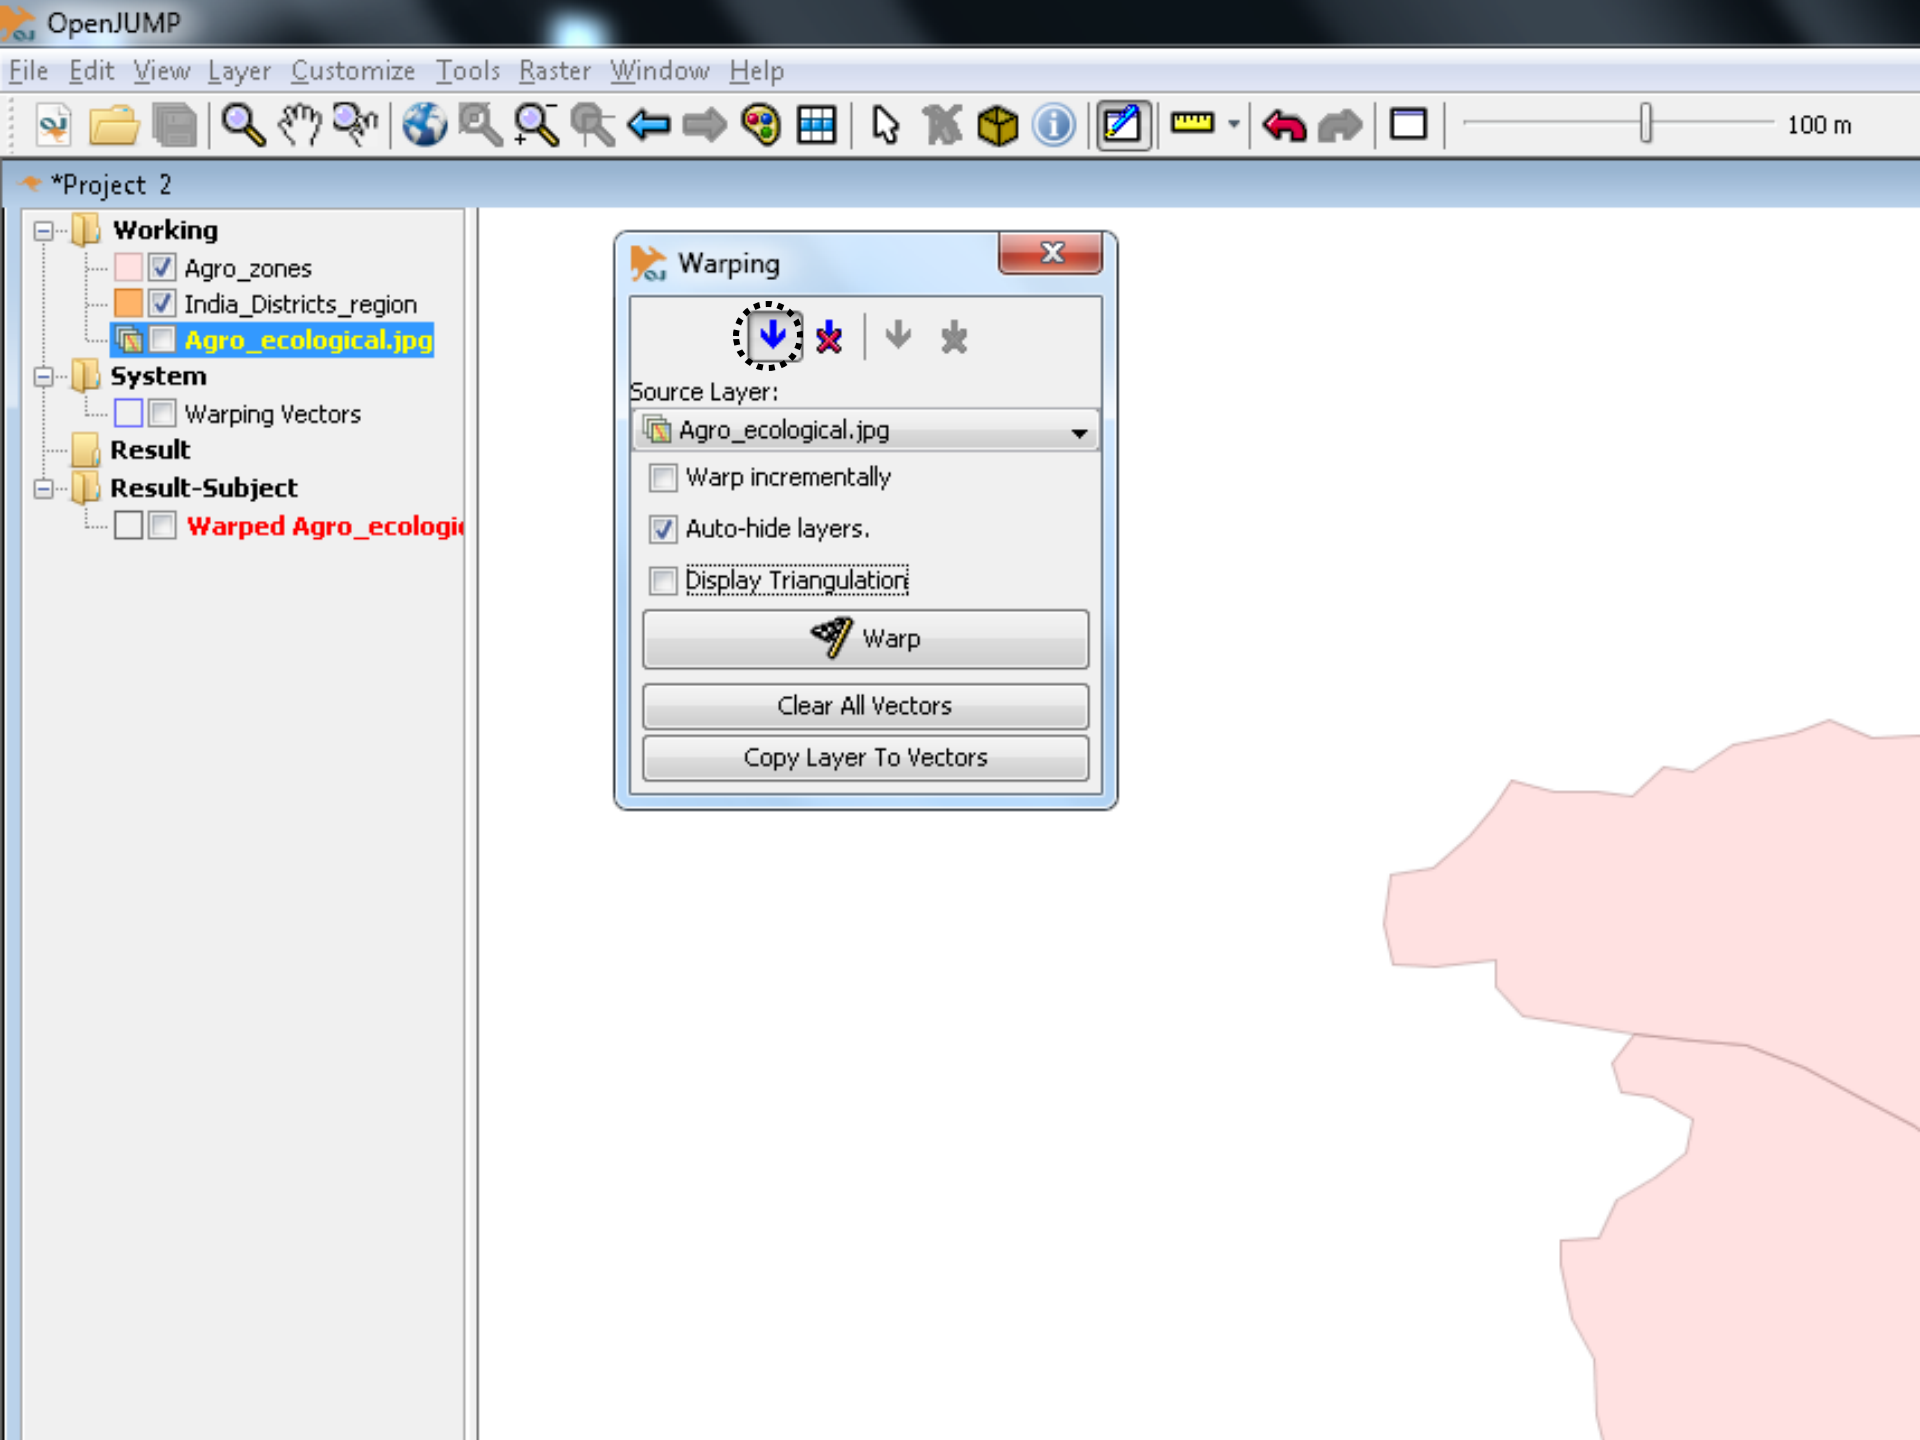 OpenJUMP
File Edit View Layer Customize Tools Raster Window Help
100 m
*Project 2
Working
Agro_zones
India_Districts_region
Agro_ecological.jpg
System
Warping Vectors
Result
Result-Subject
Warped Agro_ecologi
Warping
Source Layer:
Agro_ecological.jpg
Warp incrementally
Auto-hide layers.
Display Triangulation
Warp
Clear All Vectors
Copy Layer To Vectors